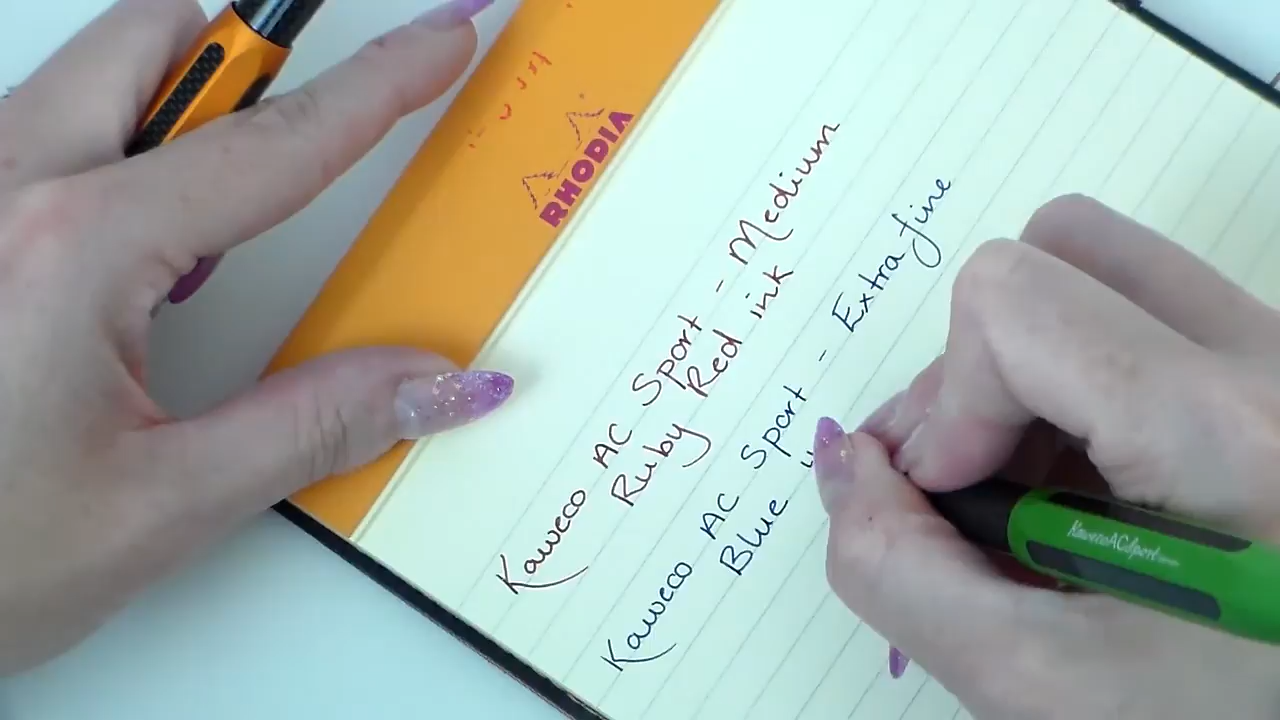 RHODIA
Kaweco AC Sport - Medium
Ruby Red ink
Kaweco AC Sport - Extra fine
Blue
KawecoACSport